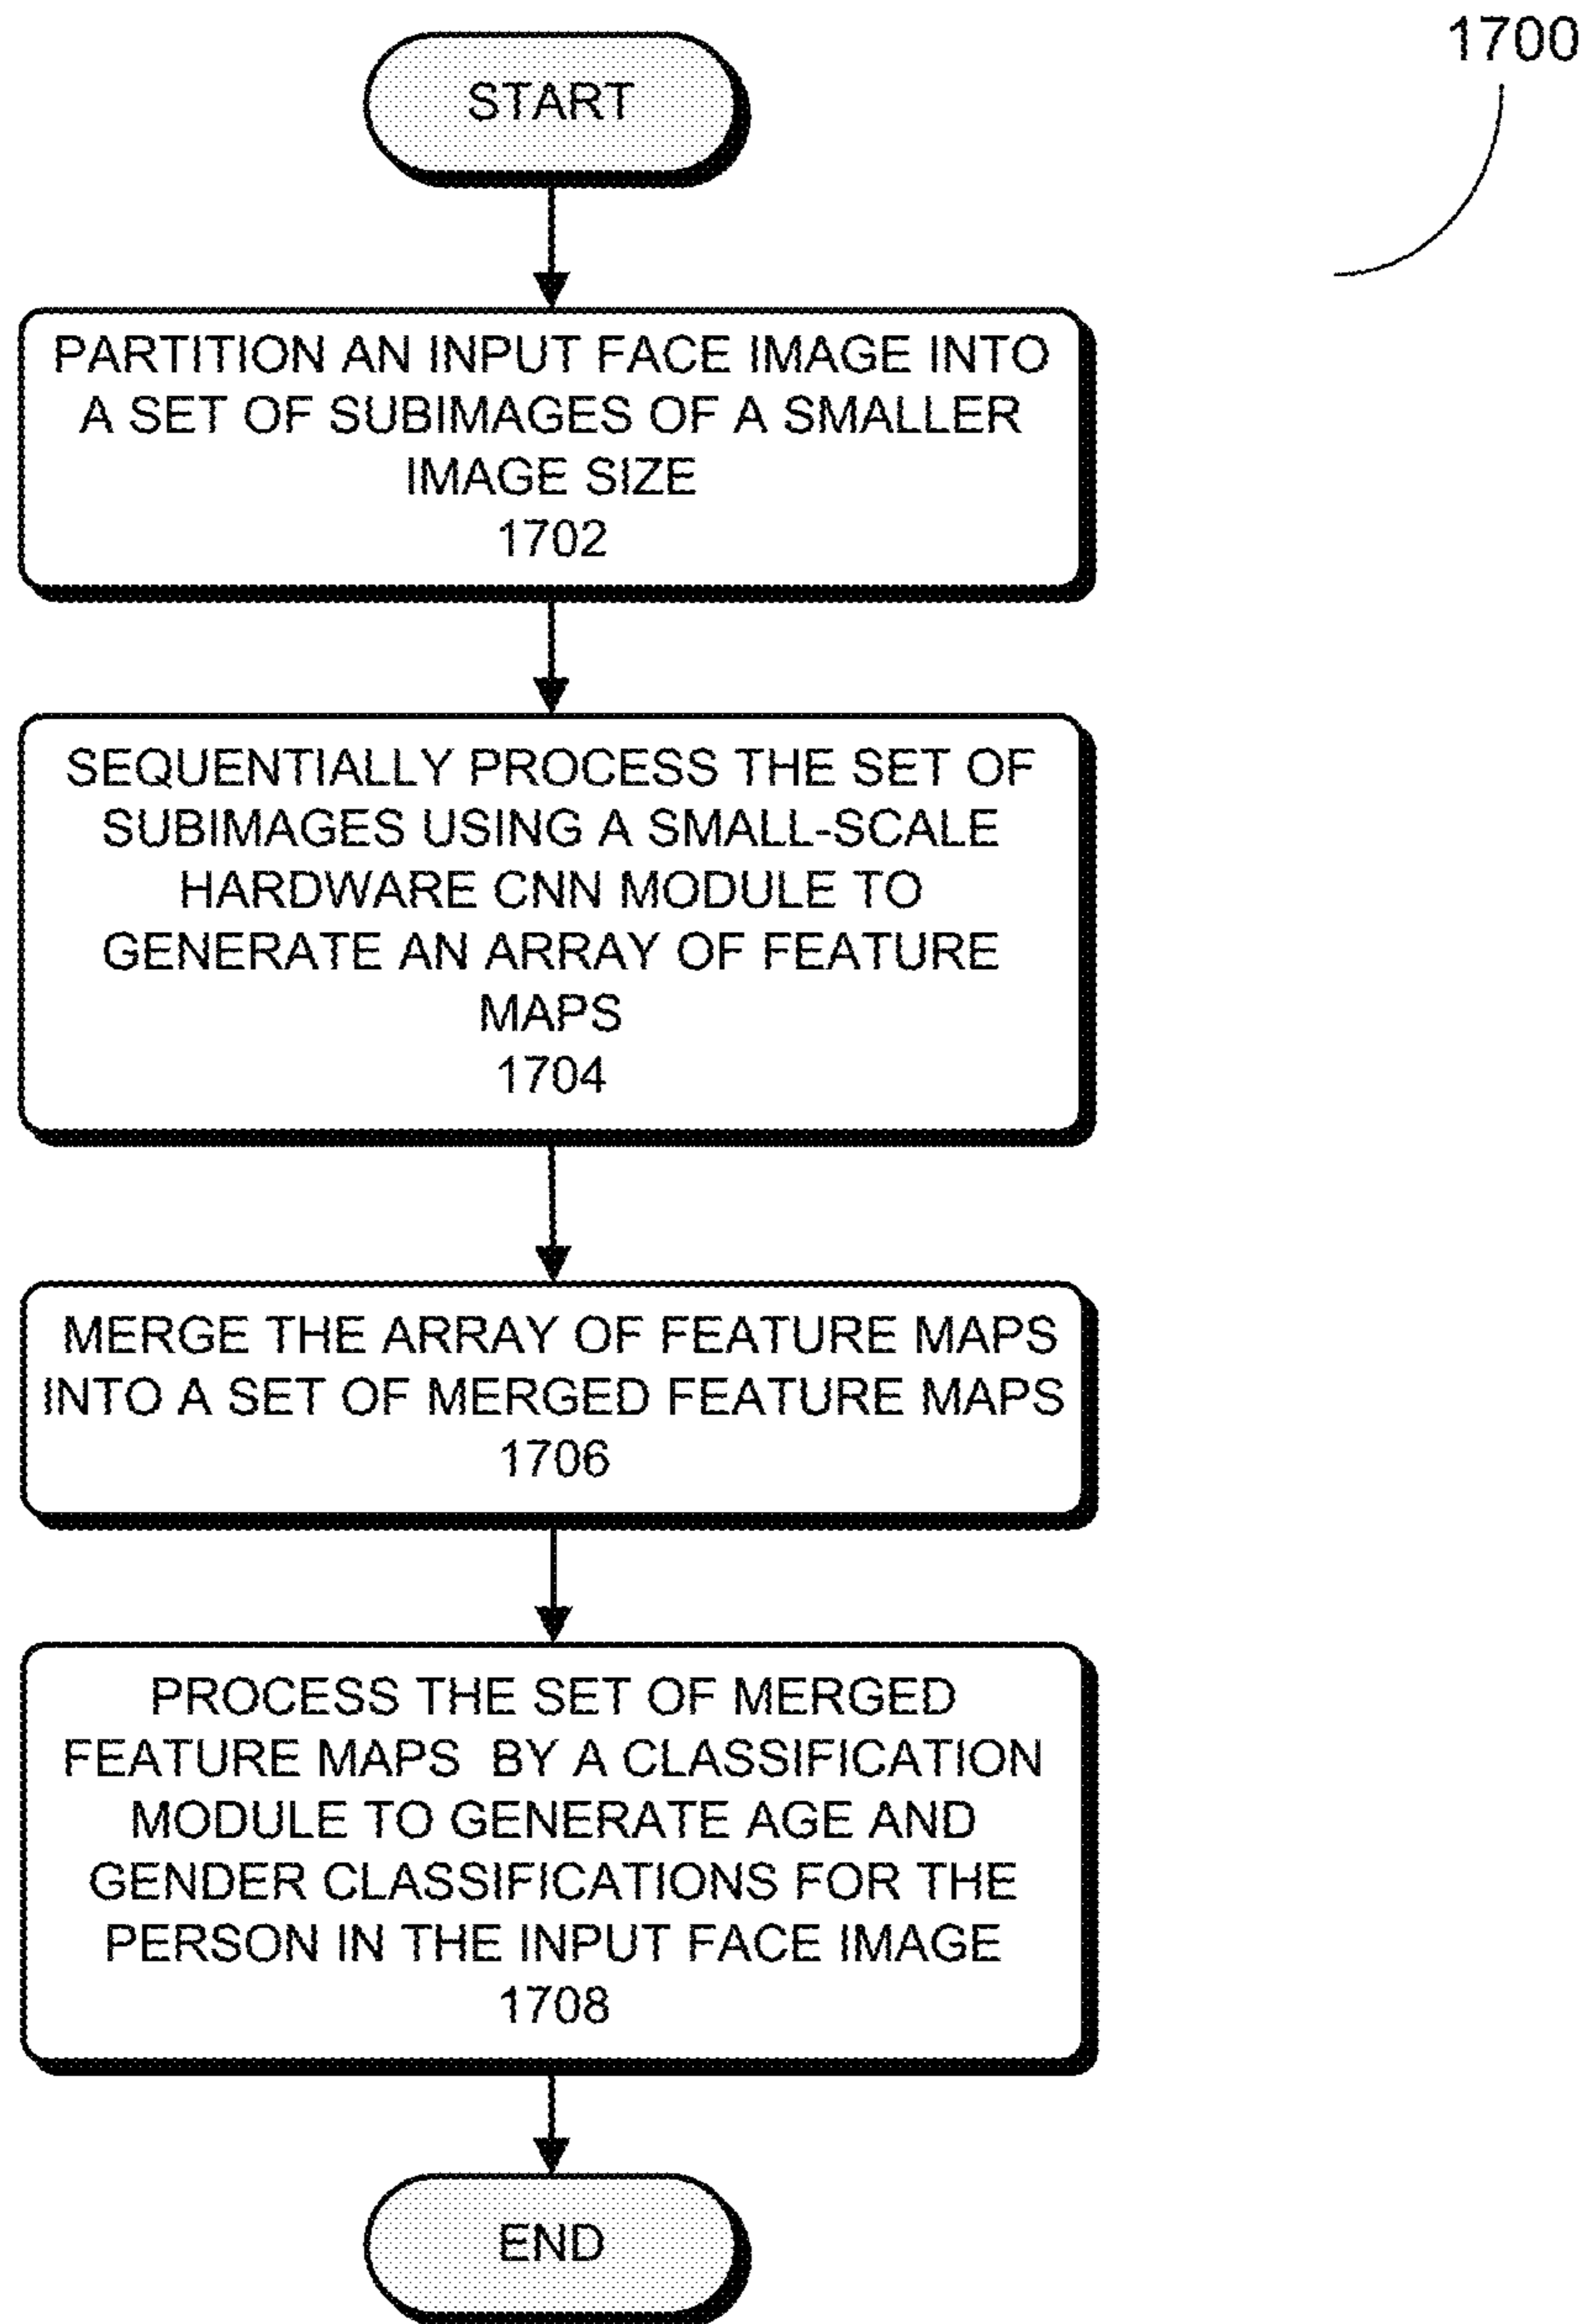 1700
START
PARTITION AN INPUT FACE IMAGE INTO
A SET OF SUBIMAGES OF A SMALLER
IMAGE SIZE
1702
SEQUENTIALLY PROCESS THE SET OF
SUBIMAGES USING A SMALL-SCALE
HARDWARE CNN MODULE TO
GENERATE AN ARRAY OF FEATURE
MAPS
1704
MERGE THE ARRAY OF FEATURE MAPS
INTO A SET OF MERGED FEATURE MAPS
1706
PROCESS THE SET OF MERGED
FEATURE MAPS BY A CLASSIFICATION
MODULE TO GENERATE AGE AND
GENDER CLASSIFICATIONS FOR THE
PERSON IN THE INPUT FACE IMAGE
1708
END